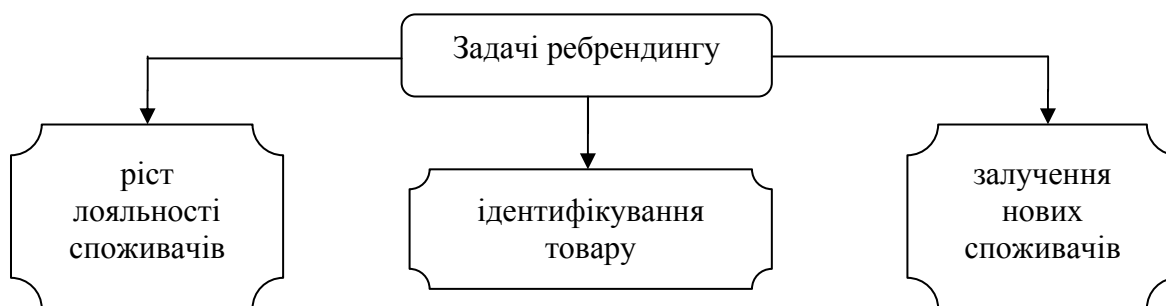 Задачі ребрендингу
ріст
лояльності
споживачів
ідентифікування
товару
залучення
нових
споживачів